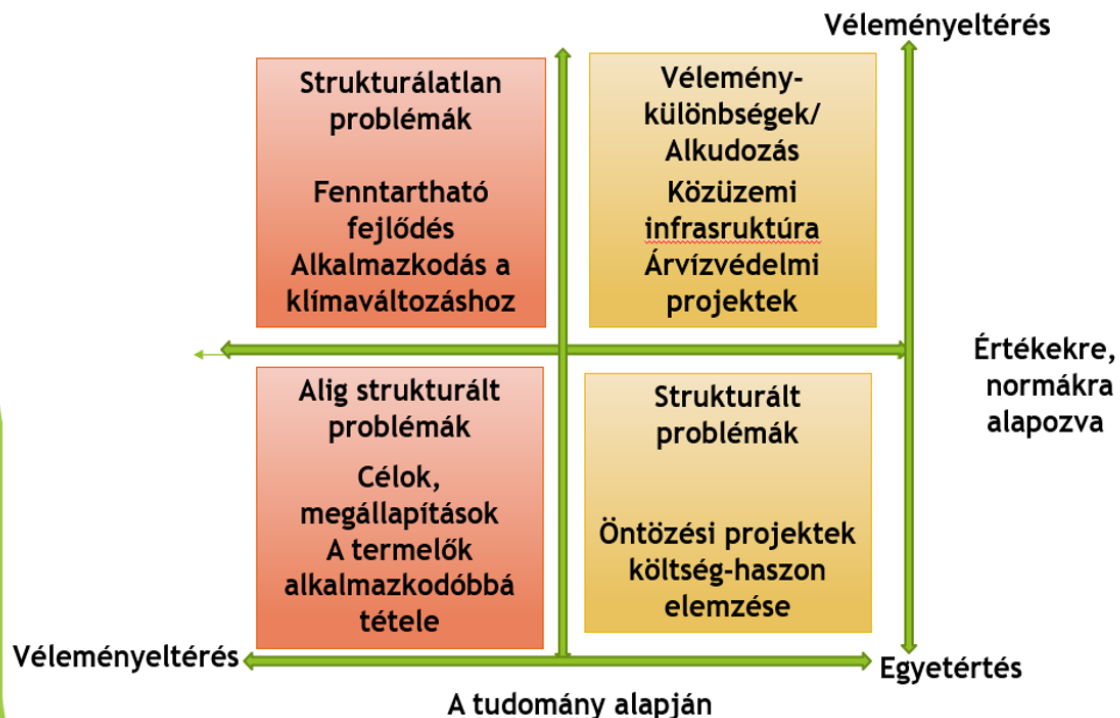 Véleményeltérés
Strukturálatlan
problémák
Fenntartható
fejlődés
Alkalmazkodás a
klímaváltozáshoz
Vélemény-
különbségek/
Alkudozás
Közüzemi
infrasruktúra
Árvízvédelmi
projektek
Értékekre,
normákra
alapozva
Alig strukturált
problémák
Célok,
megállapítások
A termelők
alkalmazkodóbbá
tétele
Strukturált
problémák
Öntözési projektek
költség-haszon
elemzése
Véleményeltérés
Egyetértés
A tudomány alapján